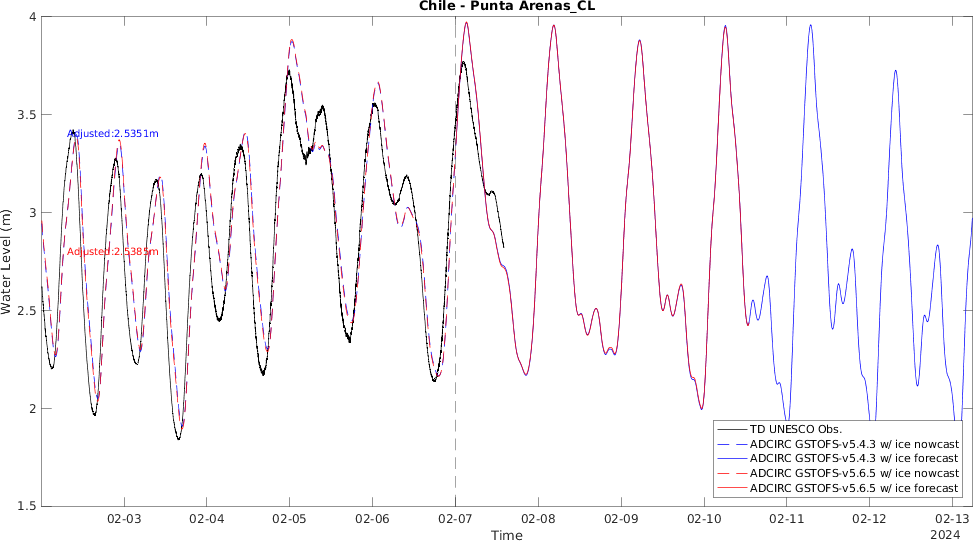 Chile - Punta Arenas_CL
4
3.5
3
2.5
2
1.5
Water Level (m)
Adjusted:2.5351m
Adjusted:2.5385m
TD UNESCO Obs.
ADCIRC GSTOFS-v5.4.3 w/ ice nowcast
ADCIRC GSTOFS-v5.4.3 w/ ice forecast
ADCIRC GSTOFS-v5.6.5 w/ ice nowcast
ADCIRC GSTOFS-v5.6.5 w/ ice forecast
02-03 02-04 02-05 02-06 02-07 02-08 02-09 02-10 02-11 02-12 02-13
Time
2024